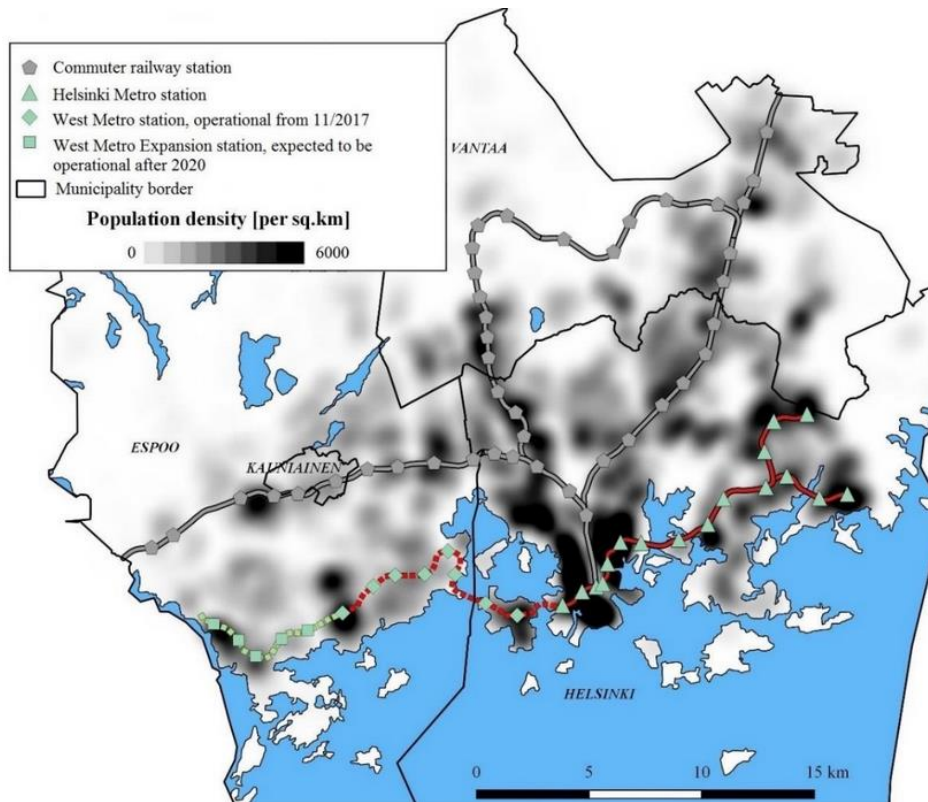 Commuter railway station
Helsinki Metro station
West Metro station, operational from 11/2017
West Metro Expansion station, expected to be
operational after 2020
Municipality border
Population density [per sq.km]
0 6000
VANTAA
ESPOO
KAUNIAINEN
HELSINKI
0 5 10 15 km